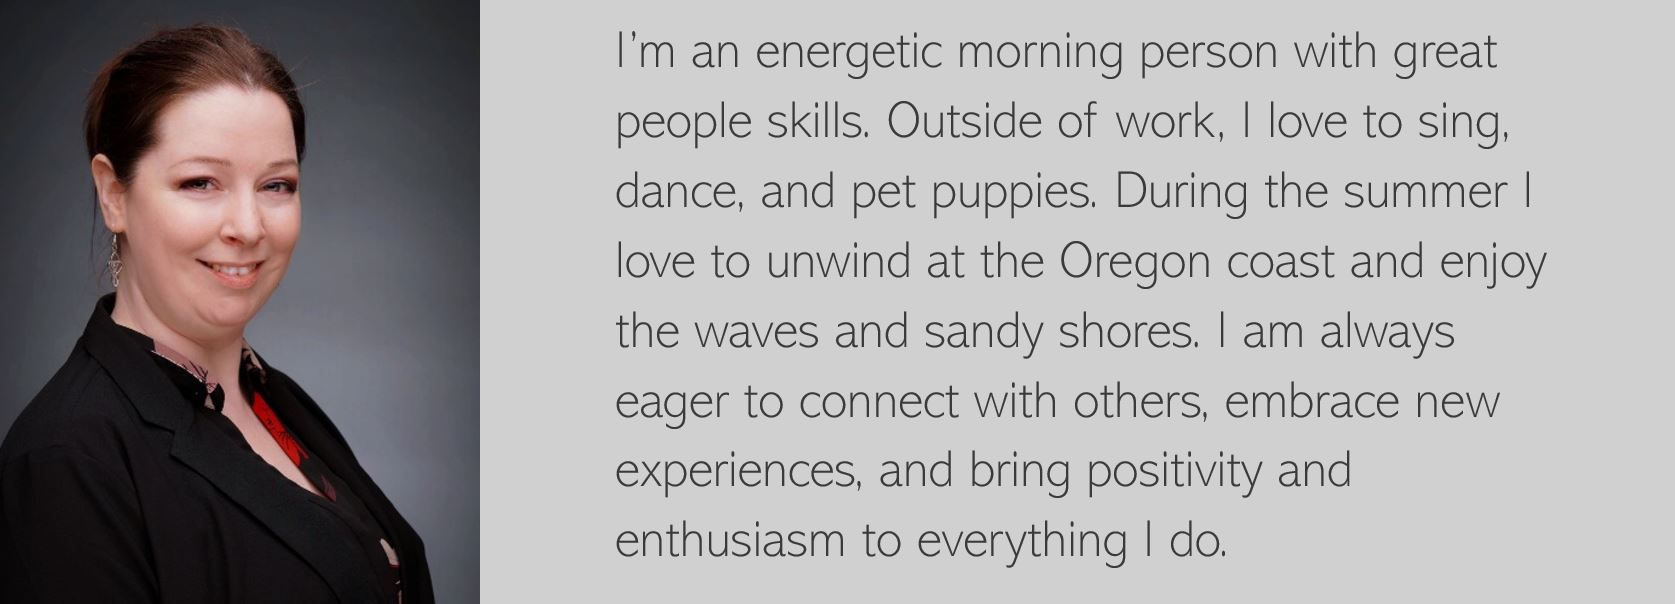 I'm an energetic morning person with great
people skills. Outside of work, I love to sing,
dance, and pet puppies. During the summer I
love to unwind at the Oregon coast and enjoy
the waves and sandy shores. I am always
eager to connect with others, embrace new
experiences, and bring positivity and
enthusiasm to everything I do.